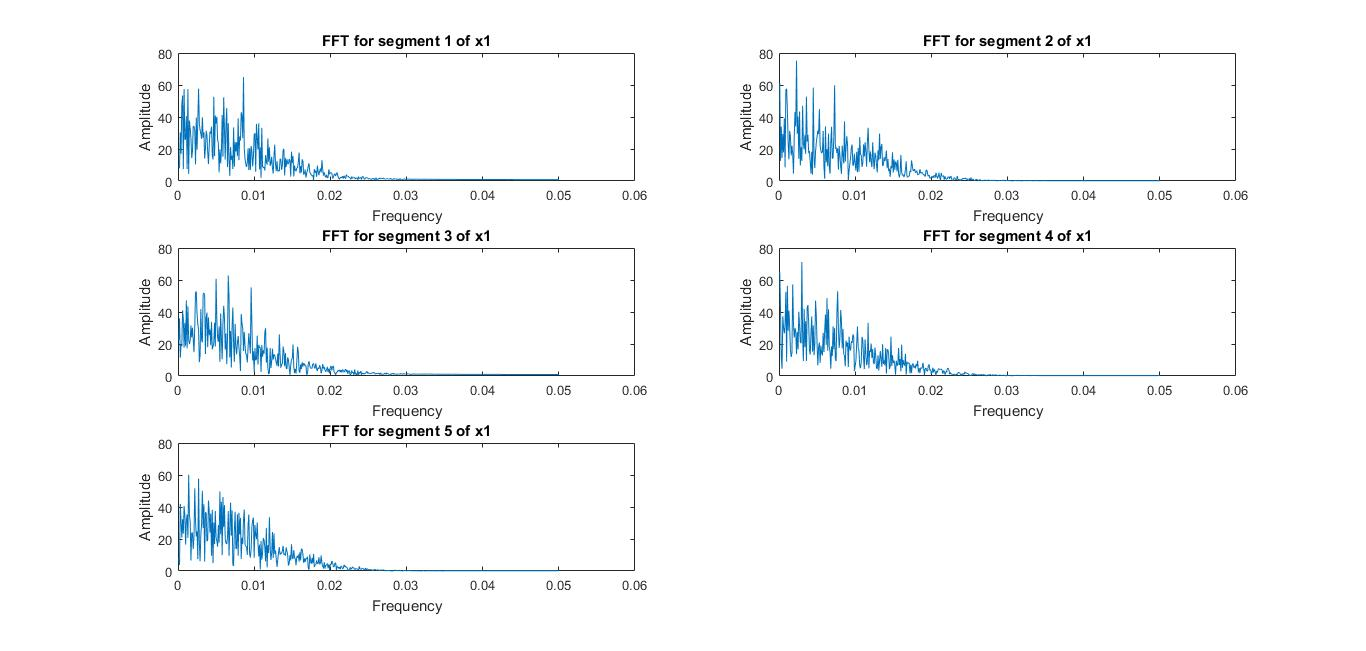 FFT for segment 1 of x1
80
60
40
20
0
Amplitude
0 0.01 0.02 0.03 0.04 0.05 0.06
Frequency
FFT for segment 2 of x1
80
60
40
20
0
Amplitude
0 0.01 0.02 0.03 0.04 0.05 0.06
Frequency
FFT for segment 3 of x1
80
60
40
20
0
Amplitude
0 0.01 0.02 0.03 0.04 0.05 0.06
Frequency
FFT for segment 4 of x1
80
60
40
20
0
Amplitude
0 0.01 0.02 0.03 0.04 0.05 0.06
Frequency
FFT for segment 5 of x1
80
60
40
20
0
Amplitude
0 0.01 0.02 0.03 0.04 0.05 0.06
Frequency